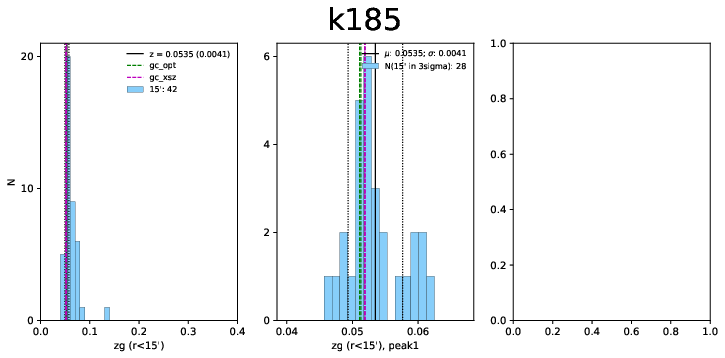 k185
z = 0.0535 (0.0041)
gc_opt
gc_xsz
15': 42
N
20
10
0
0.0 0.1 0.2 0.3 0.4
zg (r<15')
μ: 0.0535; σ: 0.0041
N(15' in 3sigma): 28
6
4
2
0
0.04 0.05 0.06
zg (r<15'), peak1
1.0
0.8
0.6
0.4
0.2
0.0
0.0 0.2 0.4 0.6 0.8 1.0